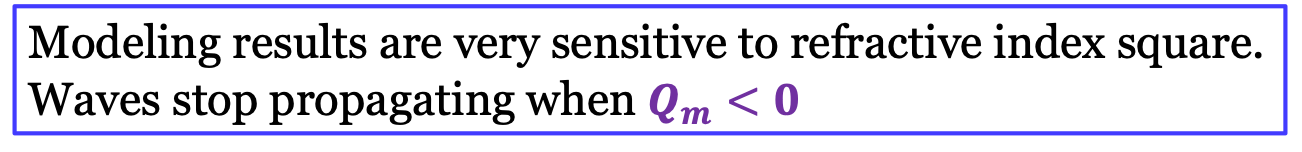 Modeling results are very sensitive to refractive index square.
Waves stop propagating when Qₘ < 0